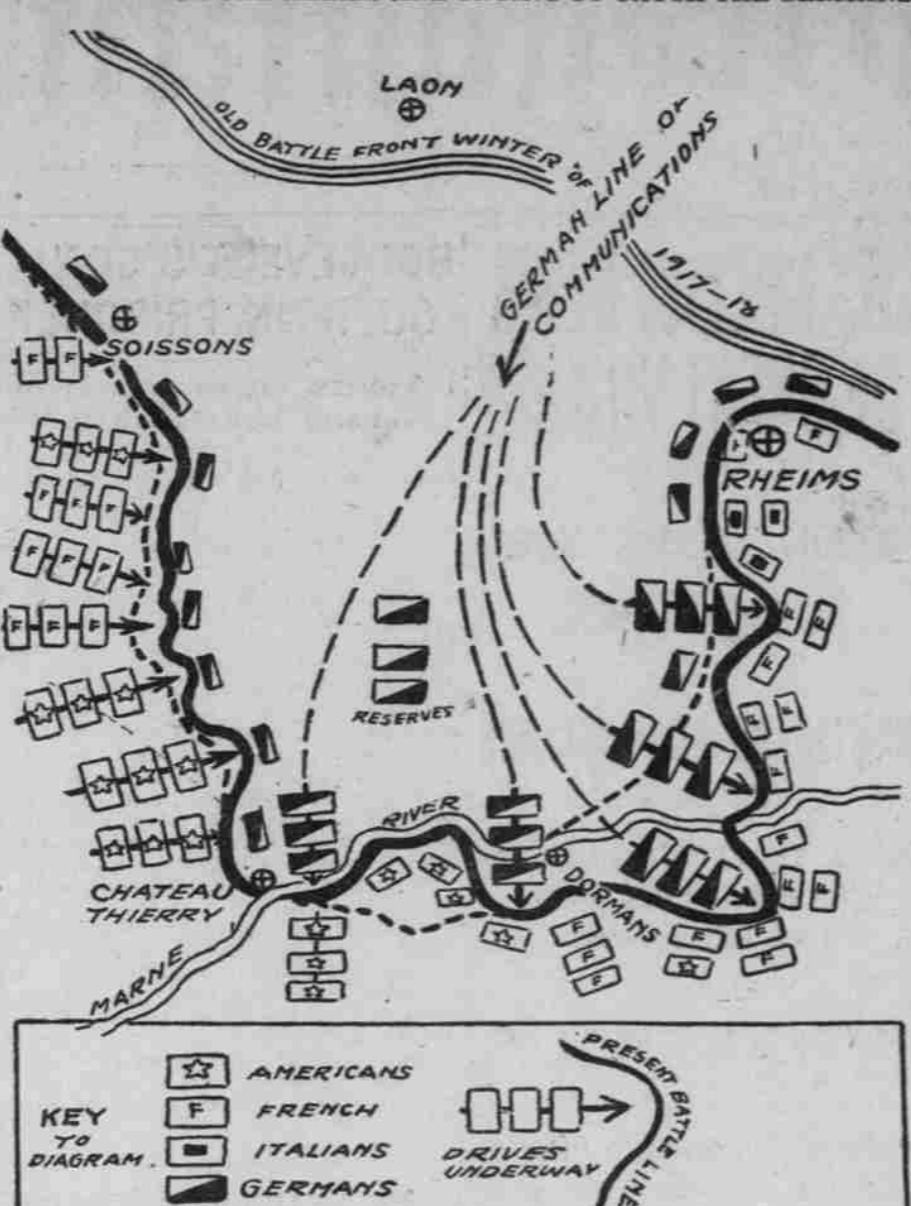 LAON
OLD BATTLE FRONT WINTER OF
1917-18
GERMAN LINE OF
COMMUNICATIONS
SOISSONS
RHEIMS
RESERVES
RIVER
DORMANS
CHATEAU
THIERRY
MARNE
KEY
TO
DIAGRAM.
AMERICANS
F FRENCH
ITALIANS
GERMANS
DRIVES
UNDERWAY
PRESENT BATTLE LINE